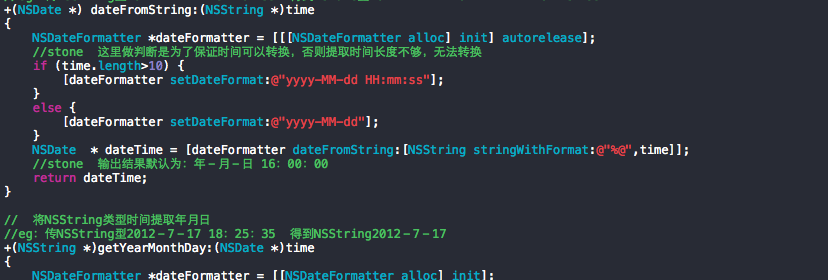 +(NSDate *) dateFromString:(NSString *)time
{
    NSDateFormatter *dateFormatter = [[[NSDateFormatter alloc] init] autorelease];
    //stone  这里做判断是为了保证时间可以转换，否则提取时间长度不够，无法转换
    if (time.length>10) {
        [dateFormatter setDateFormat:@"yyyy-MM-dd HH:mm:ss"];
    }
    else {
        [dateFormatter setDateFormat:@"yyyy-MM-dd"];
    }
    NSDate  * dateTime = [dateFormatter dateFromString:[NSString stringWithFormat:@"%@",time]];
    //stone  输出结果默认为：年－月－日 16：00：00
    return dateTime;
}
//  将NSString类型时间提取年月日
//eg：传NSString型2012－7－17 18：25：35  得到NSString2012－7－17
+(NSString *)getYearMonthDay:(NSDate *)time
{
    NSDateFormatter *dateFormatter = [[NSDateFormatter alloc] init];